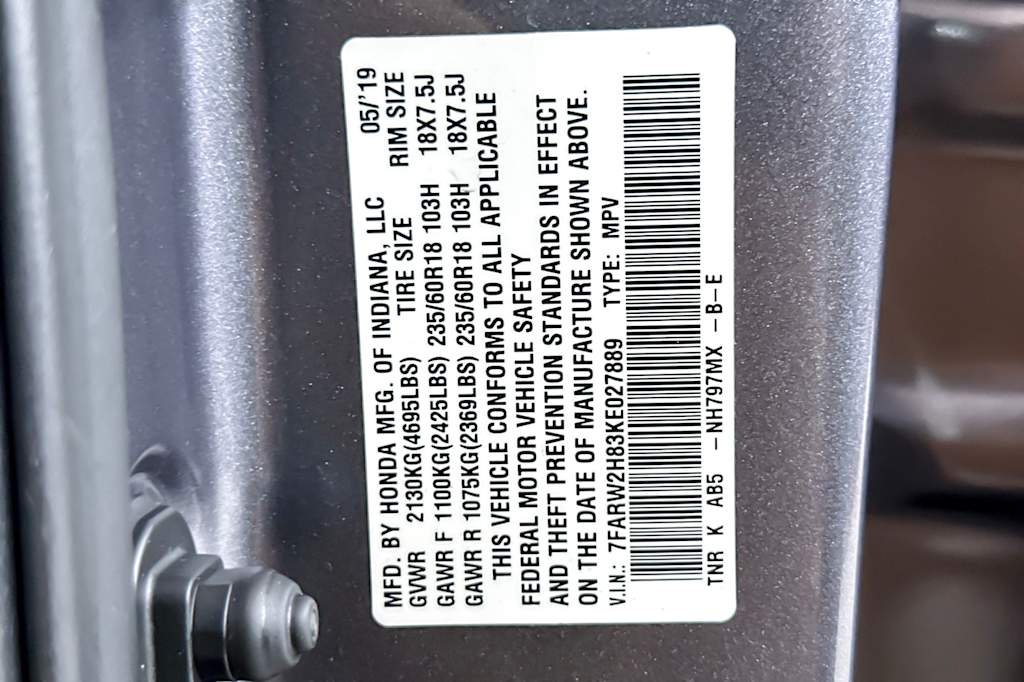 MFD. BY HONDA MFG. OF INDIANA, LLC 05/'19
GVWR 2130KG(4695LBS) TIRE SIZE RIM SIZE
GAWR F 1100KG(2425LBS) 235/60R18 103H 18X7.5J
GAWR R 1075KG(2369LBS) 235/60R18 103H 18X7.5J
THIS VEHICLE CONFORMS TO ALL APPLICABLE
FEDERAL MOTOR VEHICLE SAFETY
AND THEFT PREVENTION STANDARDS IN EFFECT
ON THE DATE OF MANUFACTURE SHOWN ABOVE.
V.I.N.: 7FARW2H83KE027889 TYPE: MPV
TNR K AB5 -NH797MX -B-E